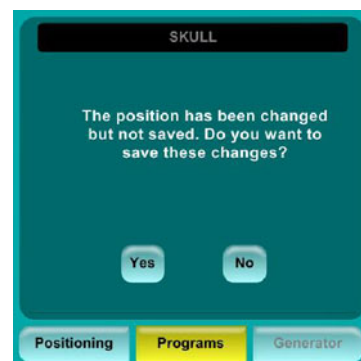 SKULL
The position has been changed
but not saved. Do you want to
save these changes?
Yes No
Positioning Programs Generator